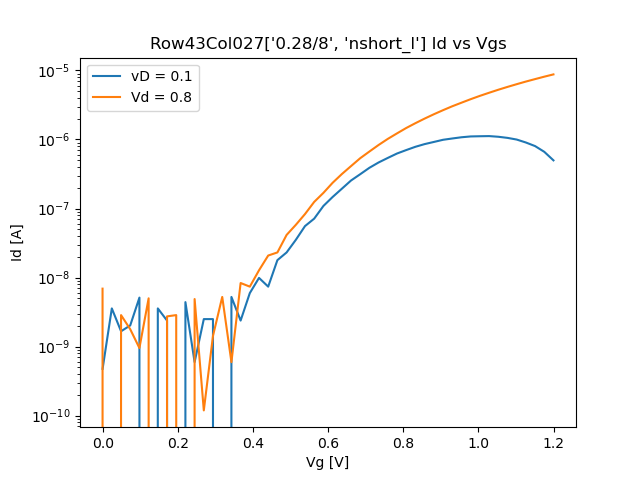 Row43Col027['0.28/8', 'nshort_l'] Id vs Vgs
vD = 0.1
Vd = 0.8
Id [A]
10⁻⁵
10⁻⁶
10⁻⁷
10⁻⁸
10⁻⁹
10⁻¹⁰
0.0 0.2 0.4 0.6 0.8 1.0 1.2
Vg [V]